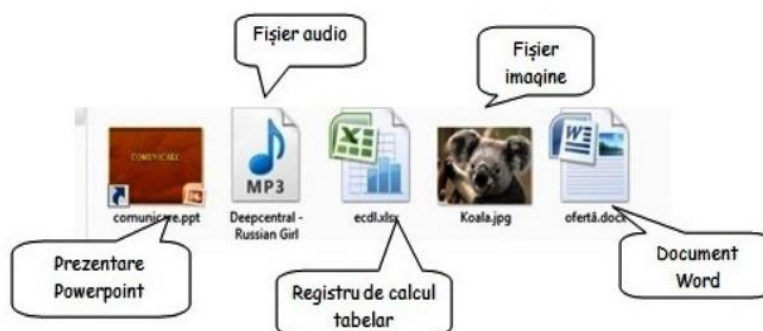 Fișier audio
Fișier
imagine
COMUNICARE
MP3
comunicare.ppt
Deepcentral -
Russian Girl
ecdl.xlsx
Koala.jpg
ofertă.docx
Prezentare
Powerpoint
Registru de calcul
tabelar
Document
Word